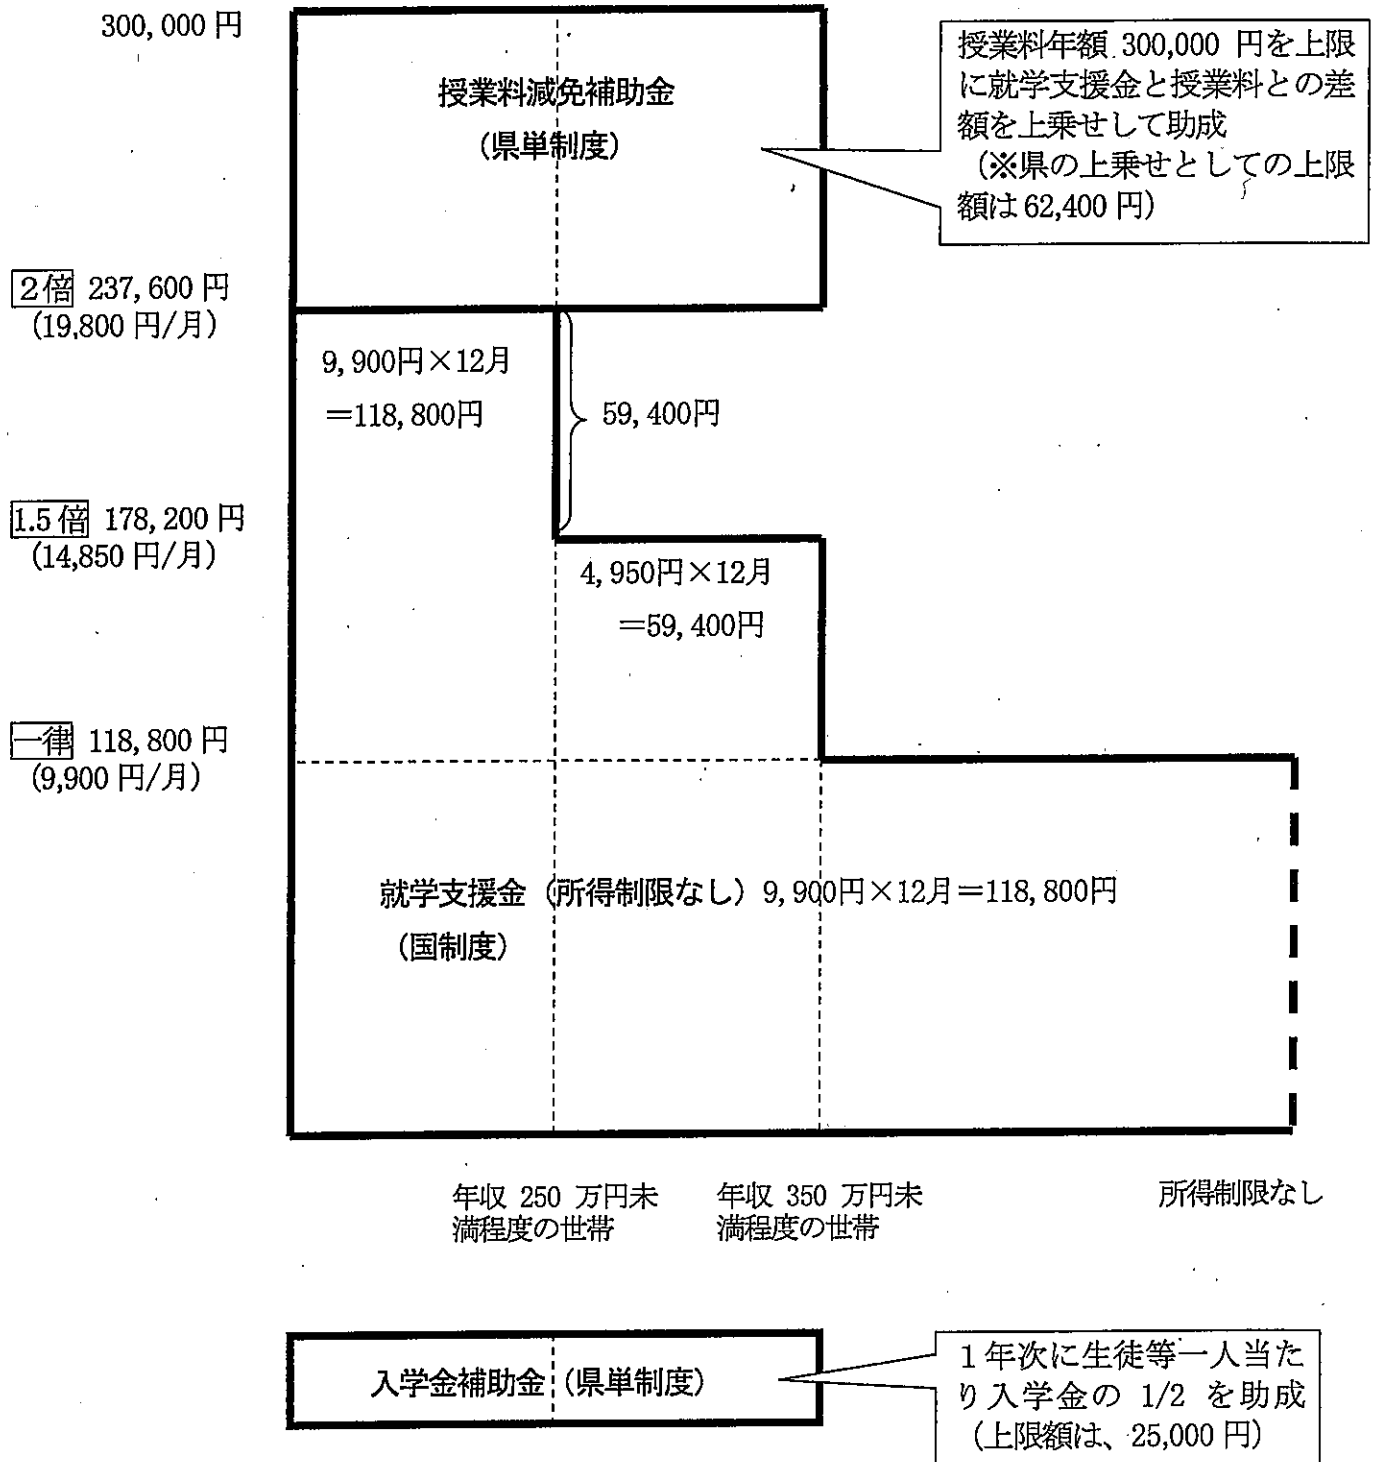 300,000 円
授業料減免補助金
（県単制度）
授業料年額 300,000 円を上限
に就学支援金と授業料との差
額を上乗せして助成
（※県の上乗せとしての上限
額は 62,400 円）
2倍 237,600 円
(19,800 円/月)
9,900円×12月
＝118,800円
59,400円
1.5倍 178,200 円
(14,850 円/月)
4,950円×12月
＝59,400円
一律 118,800 円
(9,900 円/月)
就学支援金（所得制限なし）9,900円×12月＝118,800円
（国制度）
年収 250 万円未
満程度の世帯
年収 350 万円未
満程度の世帯
所得制限なし
入学金補助金（県単制度）
1年次に生徒等一人当た
り入学金の 1/2 を助成
（上限額は、25,000 円）